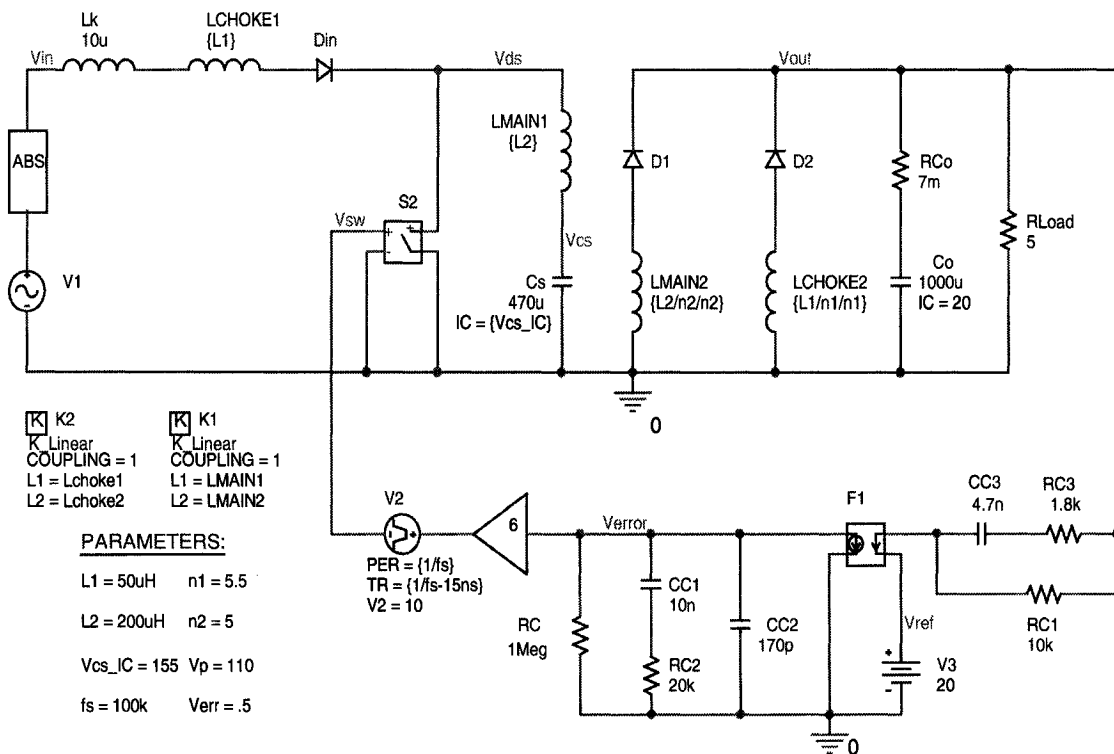 Lk
10u
LCHOKE1
{L1}
Din
Vin
Vds
Vout
ABS
V1
LMAIN1
{L2}
S2
Vsw
Vcs
Cs
470u
IC = {Vcs_IC}
D1
D2
LMAIN2
{L2/n2/n2}
LCHOKE2
{L1/n1/n1}
RCo
7m
Co
1000u
IC = 20
RLoad
5
0
K K2
K_Linear
COUPLING = 1
L1 = Lchoke1
L2 = Lchoke2
K K1
K_Linear
COUPLING = 1
L1 = LMAIN1
L2 = LMAIN2
PARAMETERS:
L1 = 50uH n1 = 5.5
L2 = 200uH n2 = 5
Vcs_IC = 155 Vp = 110
fs = 100k Verr = .5
V2
PER = {1/fs}
TR = {1/fs-15ns}
V2 = 10
6
Verror
RC
1Meg
CC1
10n
RC2
20k
CC2
170p
F1
CC3
4.7n
RC3
1.8k
RC1
10k
Vref
V3
20
0